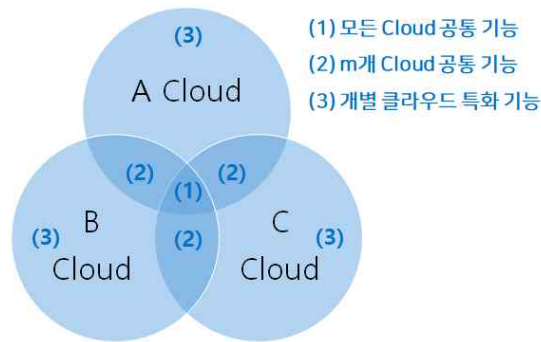 (3)
A Cloud
(2)
(2)
(1)
(3)
B
Cloud
(2)
C
Cloud
(3)
(1) 모든 Cloud 공통 기능
(2) m개 Cloud 공통 기능
(3) 개별 클라우드 특화 기능